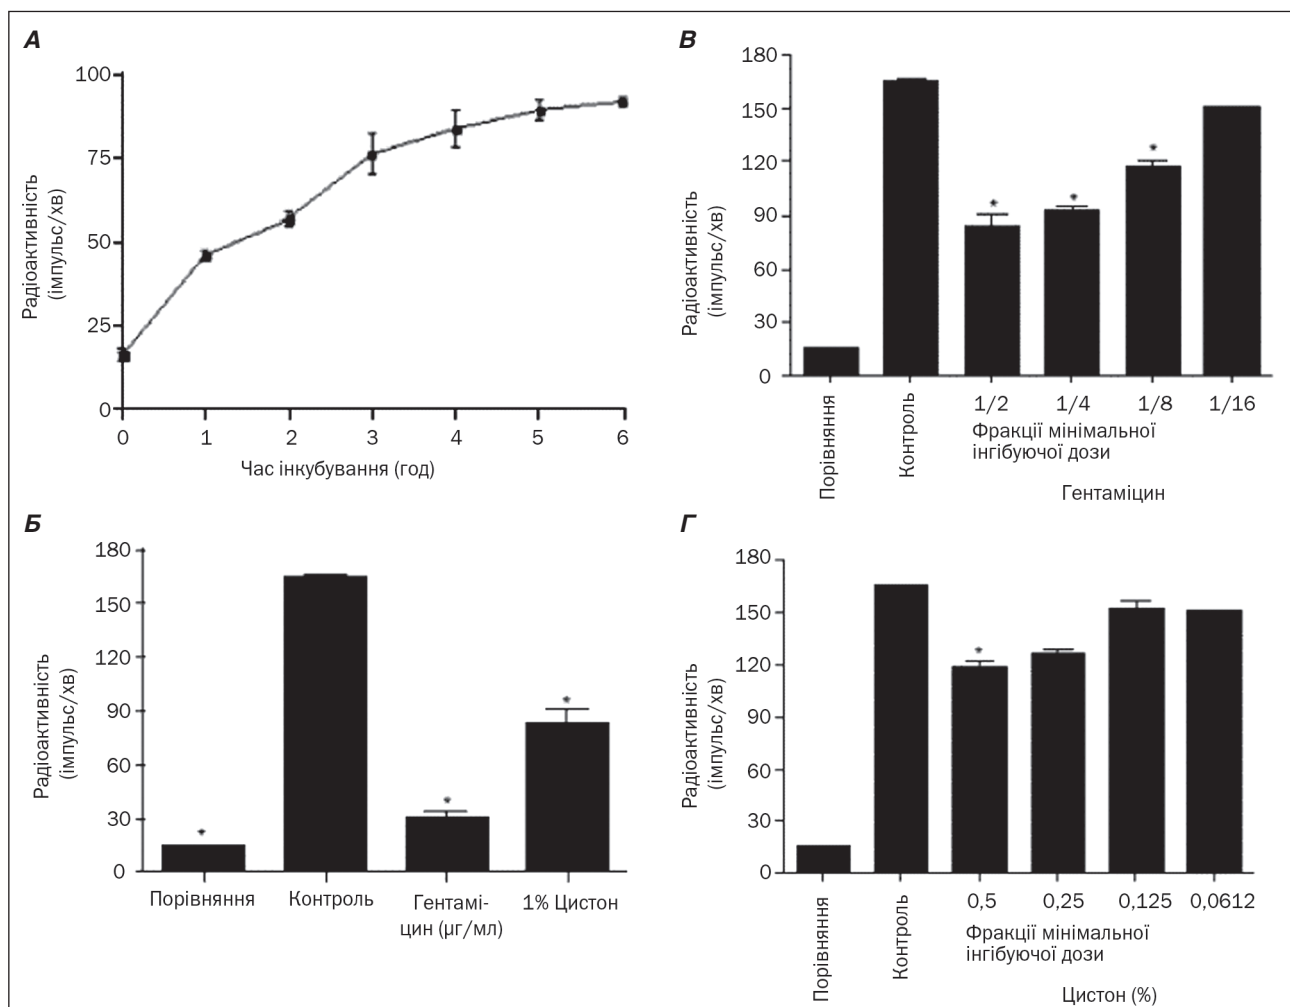 А
Радіоактивність
(імпульс/хв)
100
75
50
25
0
0 1 2 3 4 5 6
Час інкубування (год)
В
Радіоактивність
(імпульс/хв)
180
150
120
90
60
30
0
*
*
*
Порівняння
Контроль
1/2 1/4 1/8 1/16
Фракції мінімальної
інгібуючої дози
Гентаміцин
Б
Радіоактивність
(імпульс/хв)
180
150
120
90
60
30
0
*
*
*
Порівняння Контроль Гентамі- 1% Цистон
цин (µг/мл)
Г
Радіоактивність
(імпульс/хв)
180
150
120
90
60
30
0
*
Порівняння
Контроль
0,5 0,25 0,125 0,0612
Фракції мінімальної
інгібуючої дози
Цистон (%)